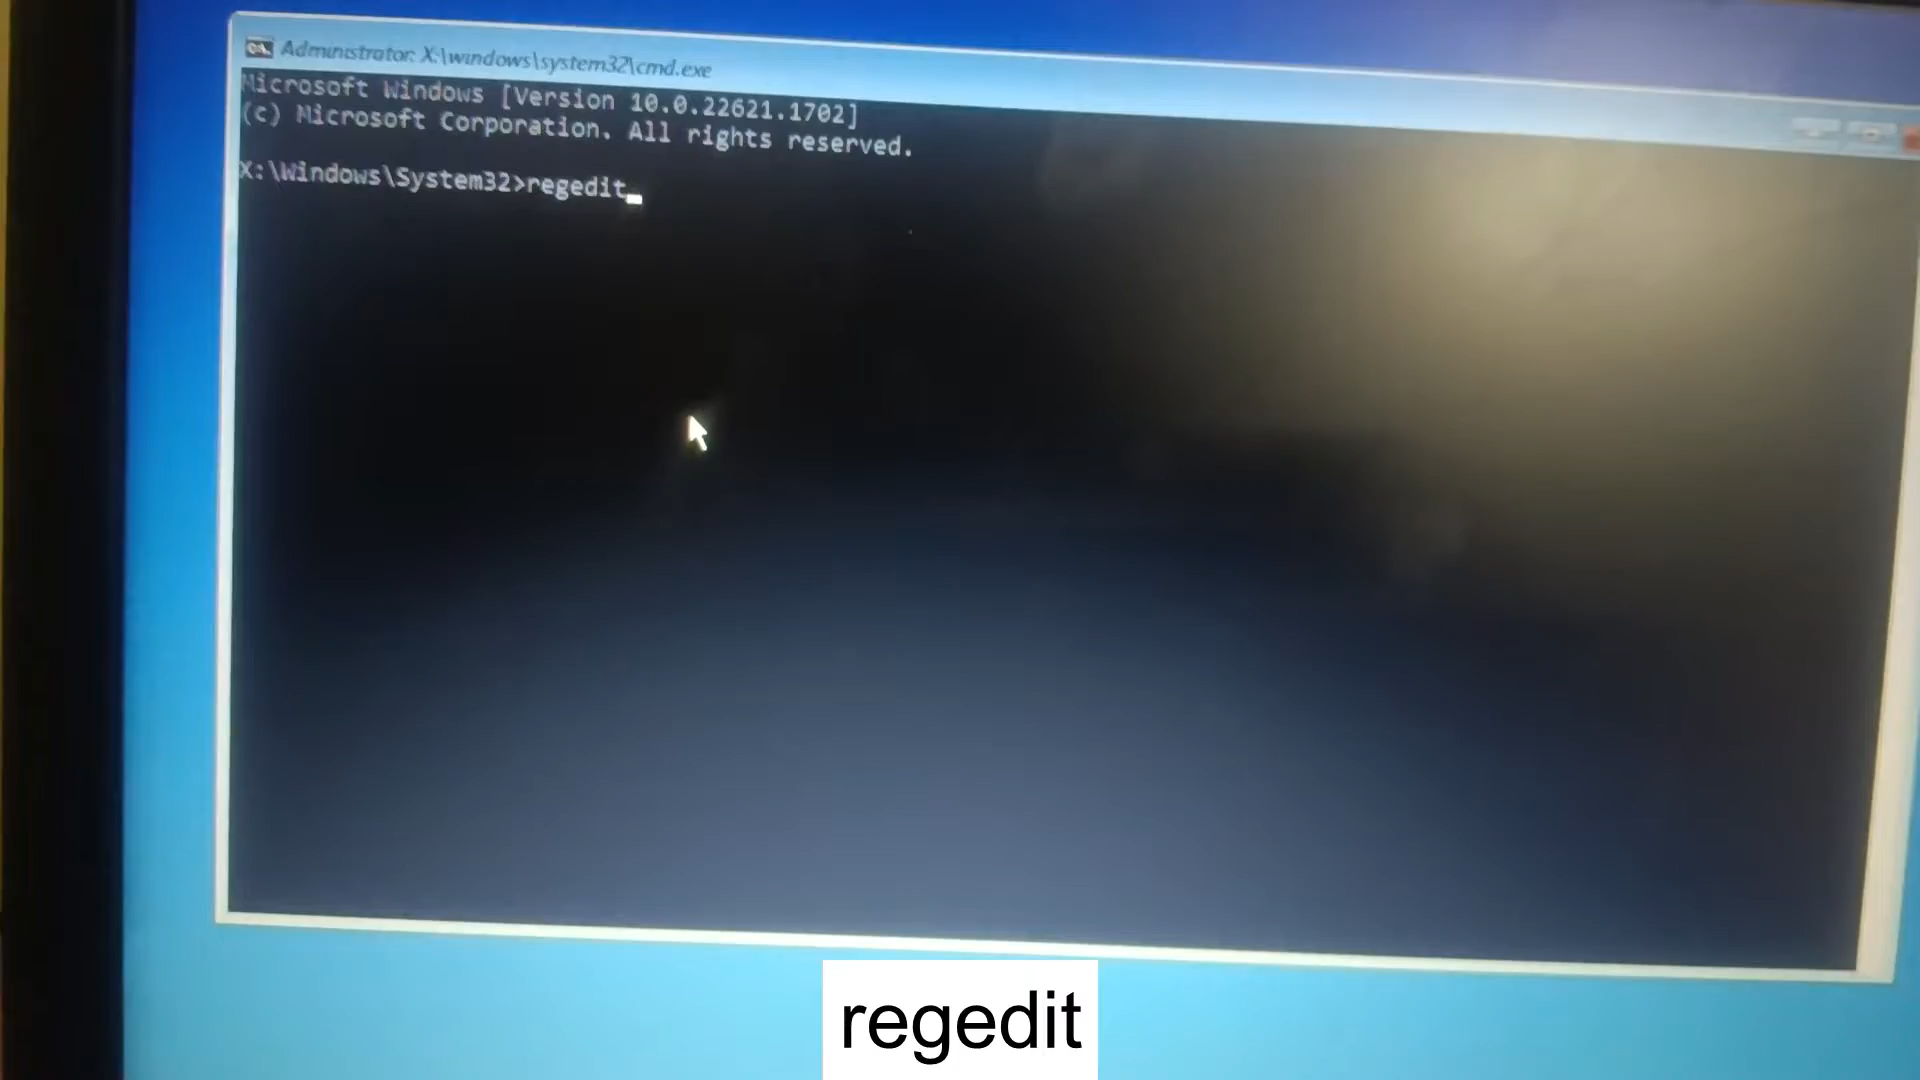 Administrator: X:\windows\system32\cmd.exe
Microsoft Windows [Version 10.0.22621.1702]
(c) Microsoft Corporation. All rights reserved.
X:\Windows\System32>regedit_
regedit